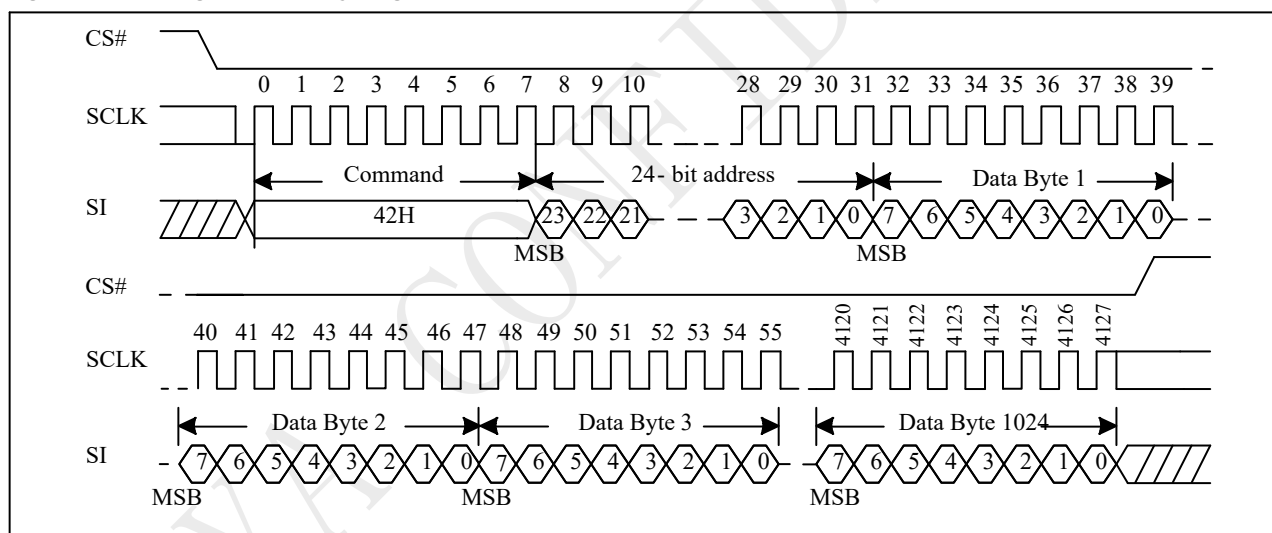 CS#
0 1 2 3 4 5 6 7 8 9 10 28 29 30 31 32 33 34 35 36 37 38 39
SCLK
Command 24- bit address Data Byte 1
SI 42H 23 22 21 3 2 1 0 7 6 5 4 3 2 1 0
MSB MSB
CS#
40 41 42 43 44 45 46 47 48 49 50 51 52 53 54 55 4120 4121 4122 4123 4124 4125 4126 4127
SCLK
Data Byte 2 Data Byte 3 Data Byte 1024
SI 7 6 5 4 3 2 1 0 7 6 5 4 3 2 1 0 7 6 5 4 3 2 1 0
MSB MSB MSB